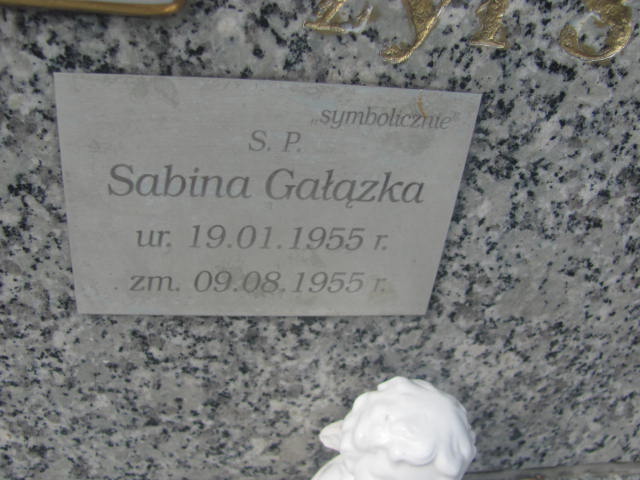 „symbolicznie"
S. P.
Sabina Gałązka
ur. 19.01.1955 r.
zm. 09.08.1955 r.